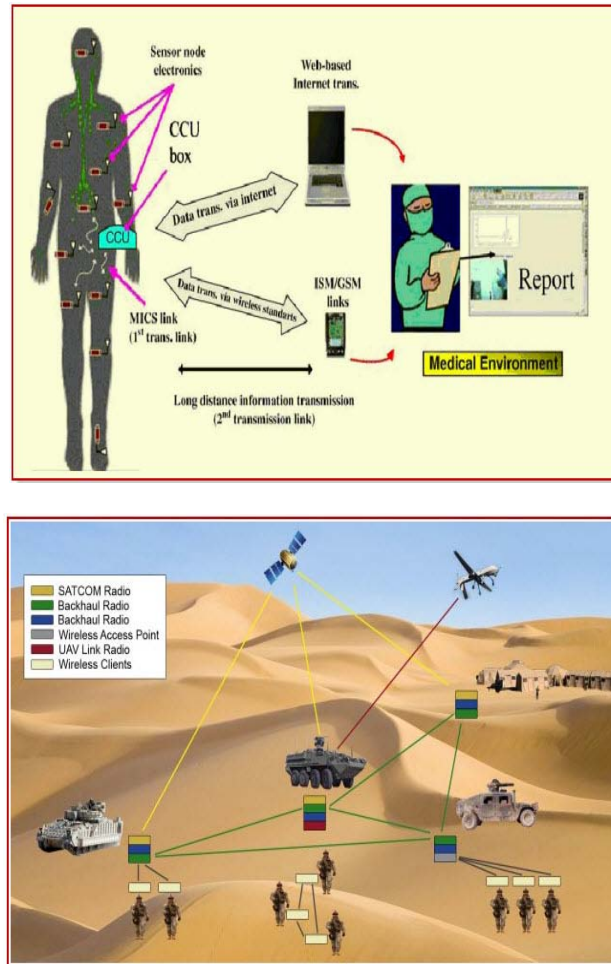 Sensor node
electronics
CCU
box
Web-based
Internet trans.
Data trans. via internet
CCU
Data trans. via wireless standarts
ISM/GSM
links
MICS link
(1st trans. link)
Report
Medical Environment
Long distance information transmission
(2nd transmission link)
SATCOM Radio
Backhaul Radio
Backhaul Radio
Wireless Access Point
UAV Link Radio
Wireless Clients